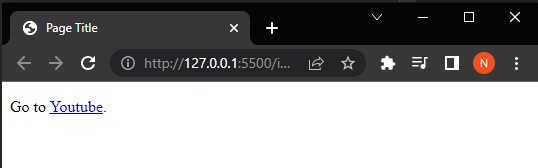 Page Title
http://127.0.0.1:5500/i...
N
Go to Youtube.